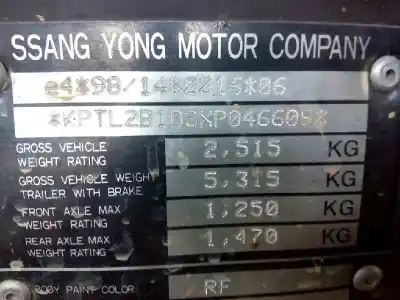 SSANG YONG MOTOR COMPANY
e4*98/14*0016*06
*KPTL2B1DSXP046609*
GROSS VEHICLE 2,515 KG
WEIGHT RATING
GROSS VEHICLE WEIGHT 5,315 KG
TRAILER WITH BRAKE
FRONT AXLE MAX 1,250 KG
WEIGHT RATING
REAR AXLE MAX 1,470 KG
WEIGHT RATING
BODY PAINT COLOR RF